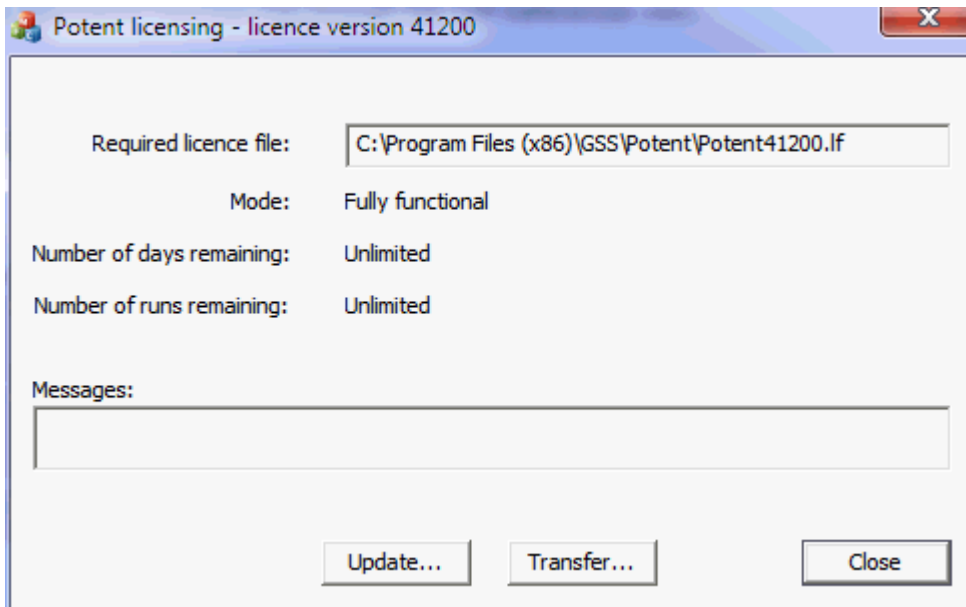 Potent licensing - licence version 41200
Required licence file: C:\Program Files (x86)\GSS\Potent\Potent41200.lf
Mode: Fully functional
Number of days remaining: Unlimited
Number of runs remaining: Unlimited
Messages:
Update... Transfer... Close